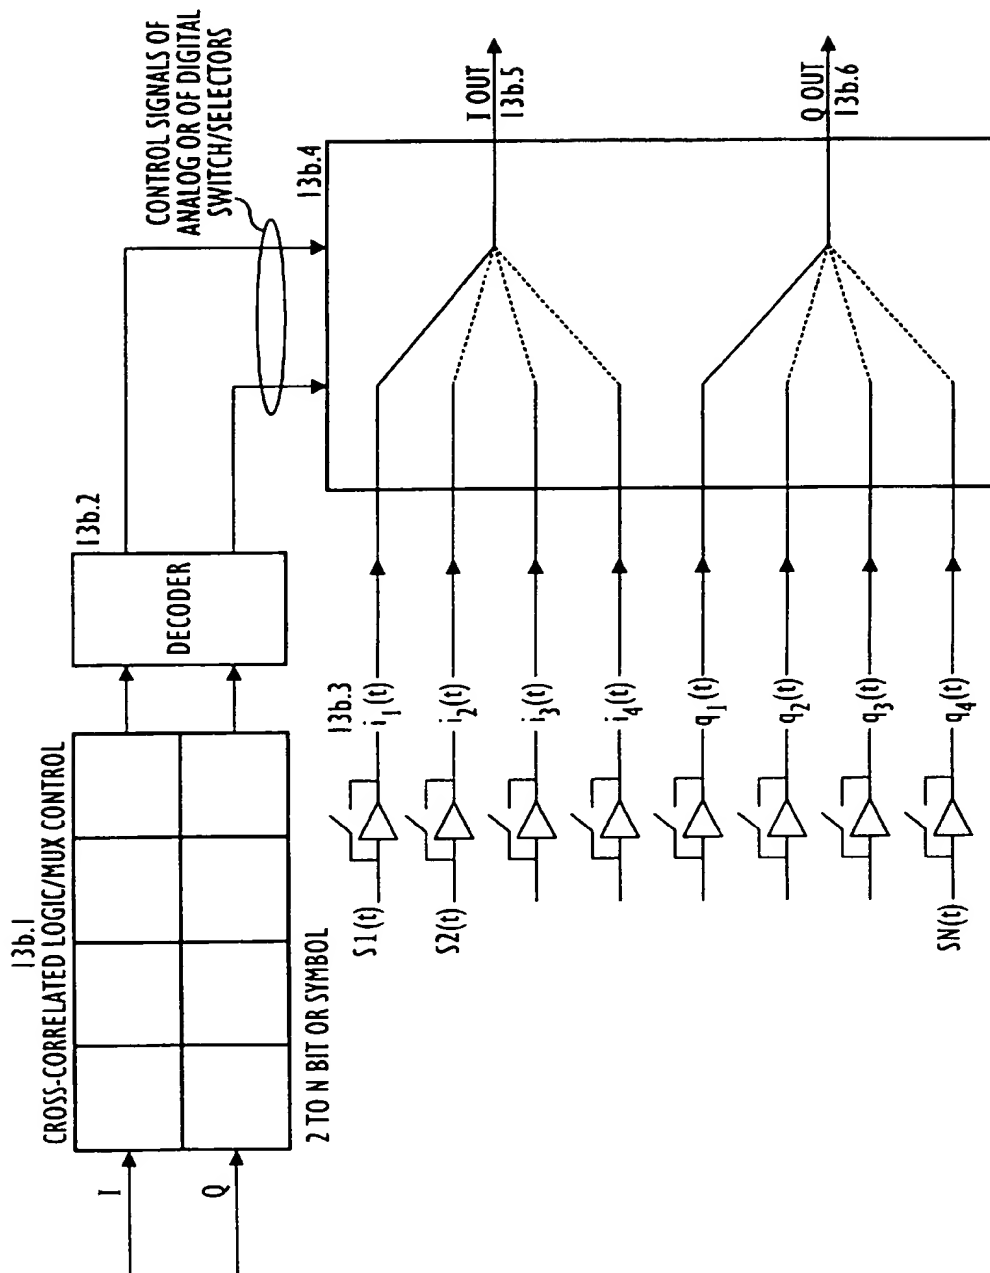 13b.1
CROSS-CORRELATED LOGIC/MUX CONTROL
I
Q
2 TO N BIT OR SYMBOL
13b.2
DECODER
CONTROL SIGNALS OF
ANALOG OR OF DIGITAL
SWITCH/SELECTORS
13b.3
13b.4
S1(t)
i₁(t)
S2(t)
i₂(t)
i₃(t)
i₄(t)
q₁(t)
q₂(t)
q₃(t)
SN(t)
q₄(t)
I OUT
13b.5
Q OUT
13b.6